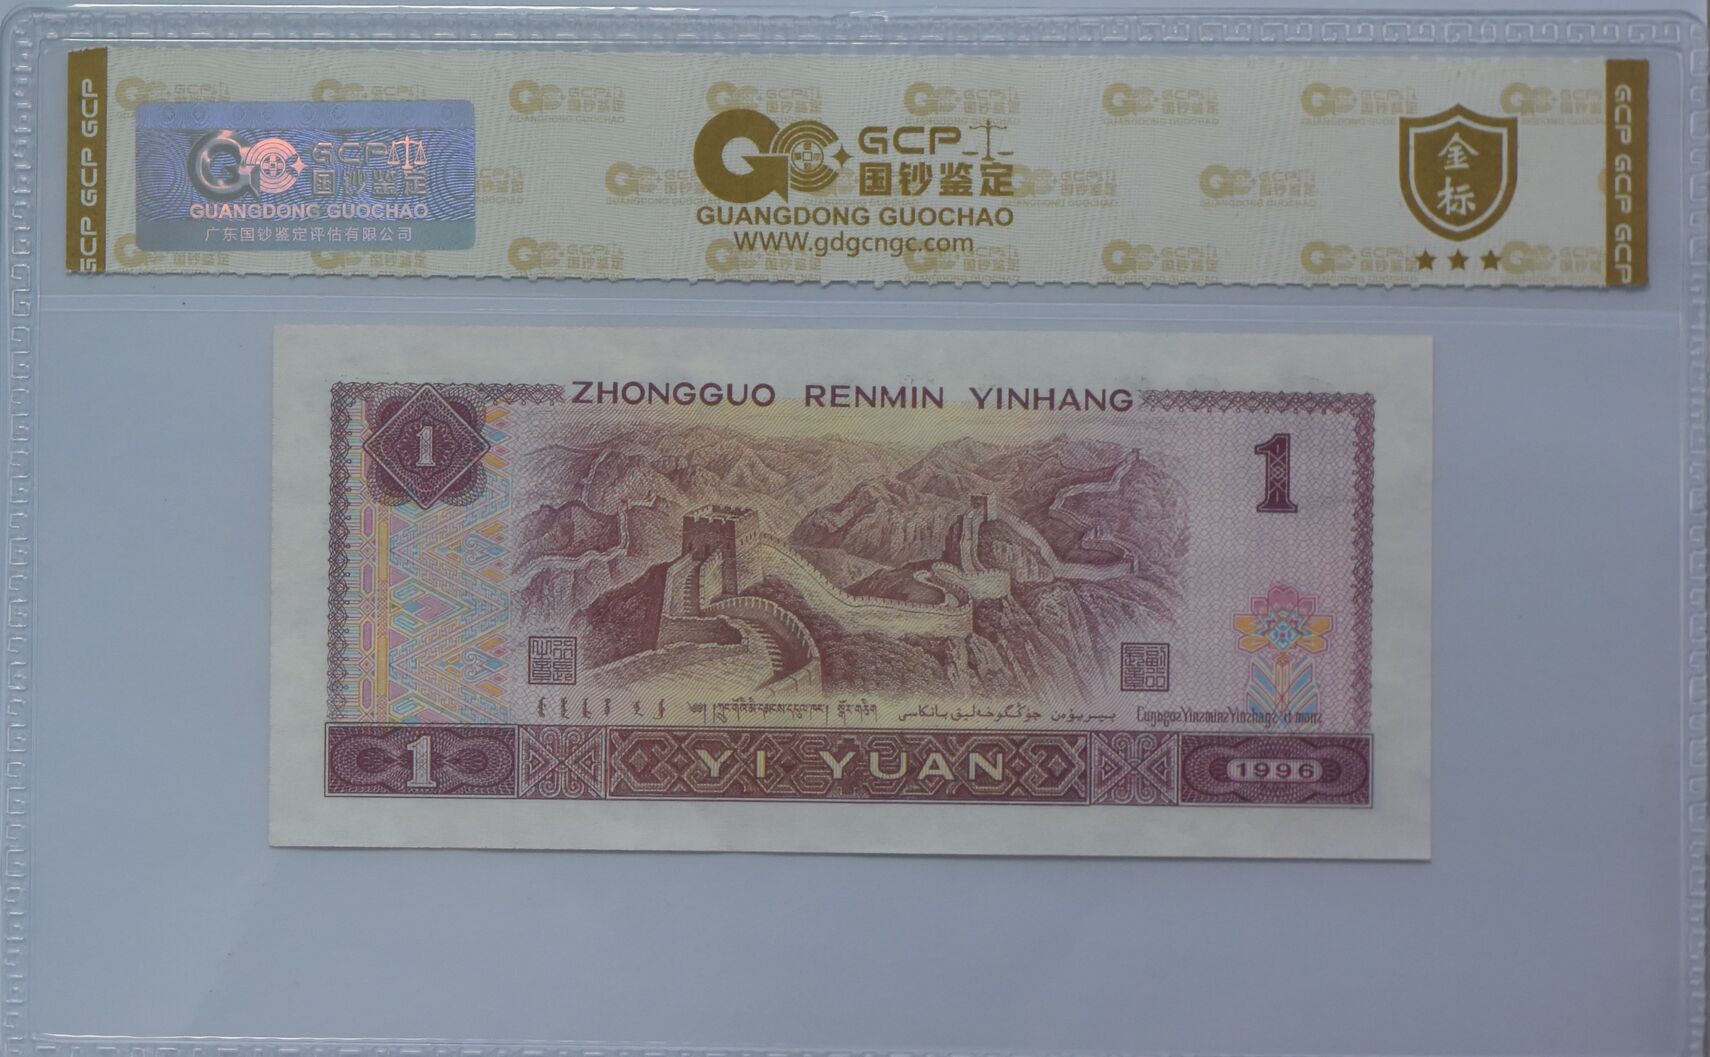 GCP GCP GCP
GCP 国钞鉴定
GUANGDONG GUOCHAO
广东国钞鉴定评估有限公司
GCP
国钞鉴定
GUANGDONG GUOCHAO
WWW.gdgcngc.com
金
标
GCP GCP GCP
ZHONGGUO RENMIN YINHANG
1
1
1
YI YUAN
1996